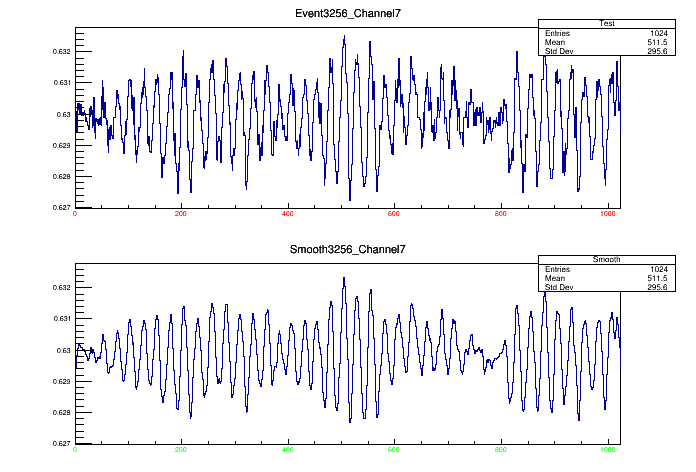 Event3256_Channel7
Test
Entries 1024
Mean 511.5
Std Dev 295.6
0.632
0.631
0.63
0.629
0.628
0.627
0 200 400 600 800 1000
Smooth3256_Channel7
Smooth
Entries 1024
Mean 511.5
Std Dev 295.6
0.632
0.631
0.63
0.629
0.628
0.627
0 200 400 600 800 1000